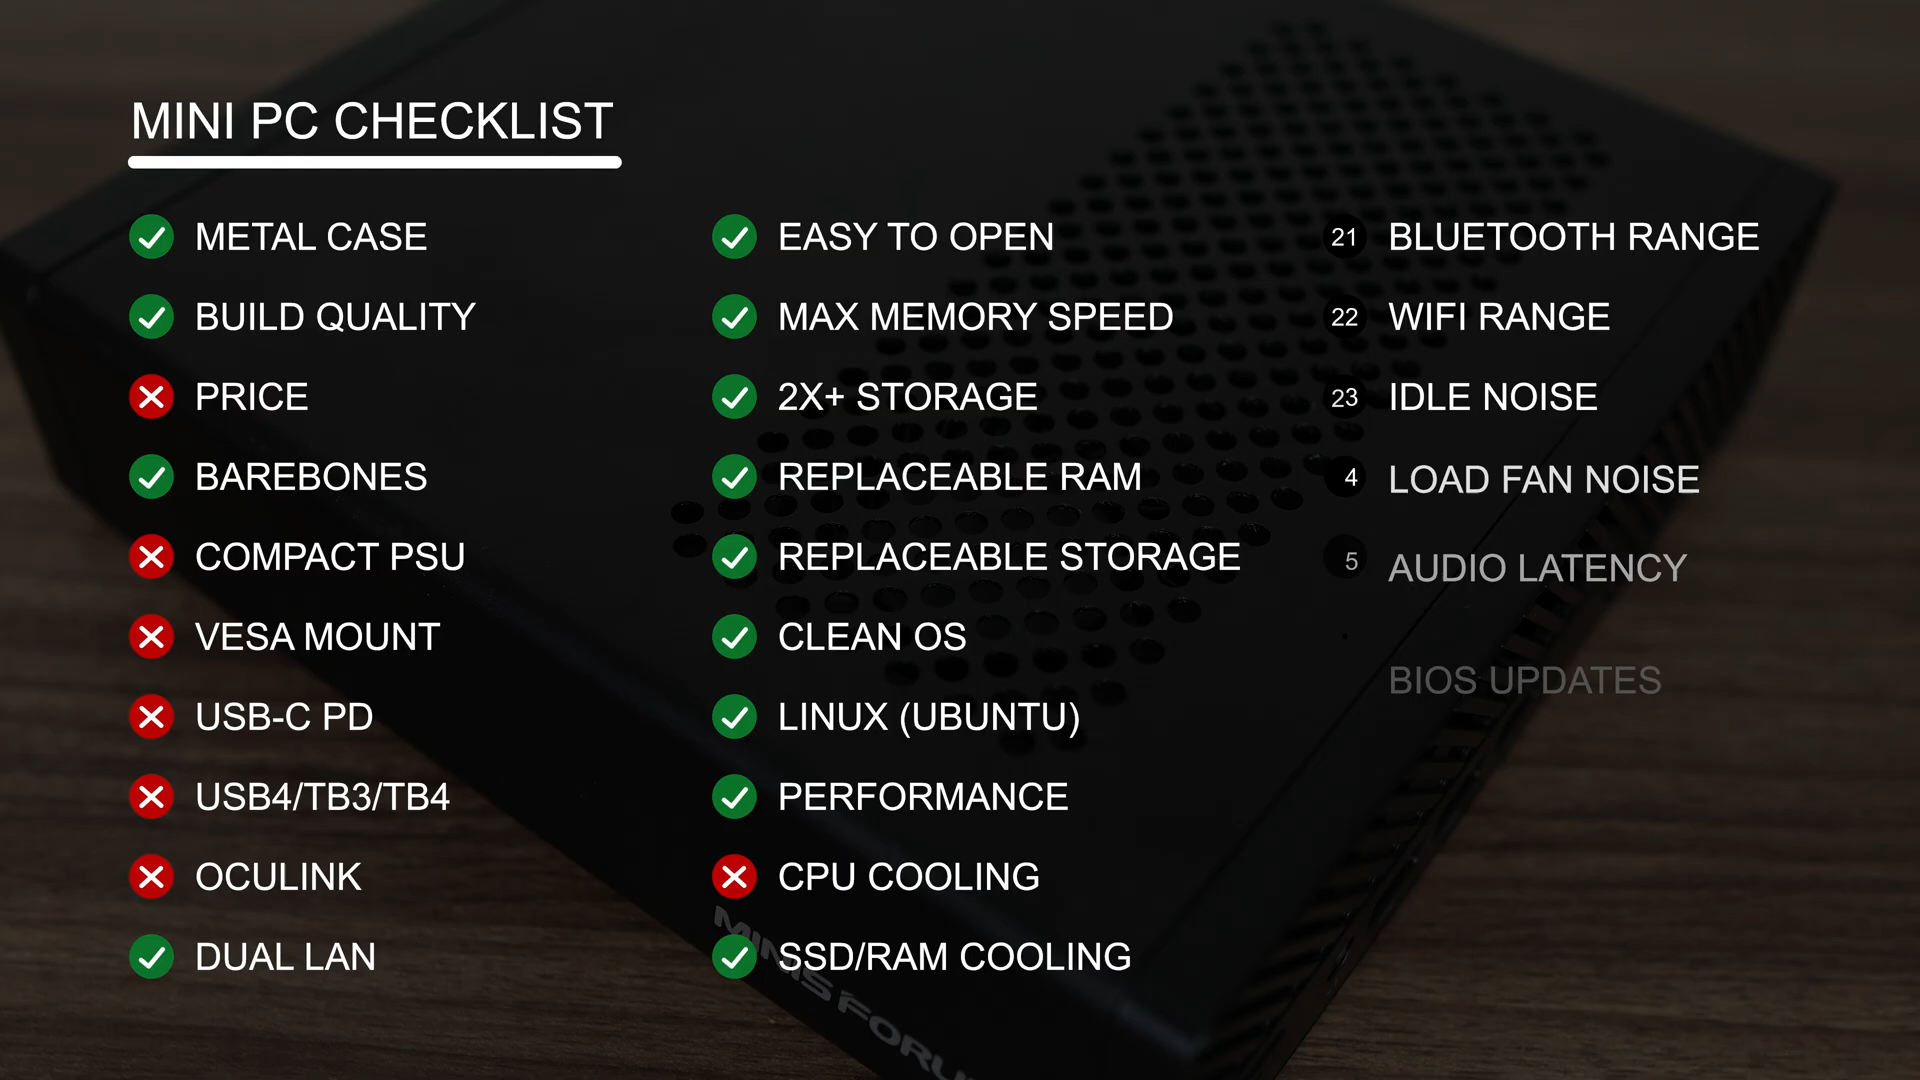 MINI PC CHECKLIST
METAL CASE
BUILD QUALITY
PRICE
BAREBONES
COMPACT PSU
VESA MOUNT
USB-C PD
USB4/TB3/TB4
OCULINK
DUAL LAN
EASY TO OPEN
MAX MEMORY SPEED
2X+ STORAGE
REPLACEABLE RAM
REPLACEABLE STORAGE
CLEAN OS
LINUX (UBUNTU)
PERFORMANCE
CPU COOLING
SSD/RAM COOLING
21 BLUETOOTH RANGE
22 WIFI RANGE
23 IDLE NOISE
4 LOAD FAN NOISE
5 AUDIO LATENCY
BIOS UPDATES
MINISFORU